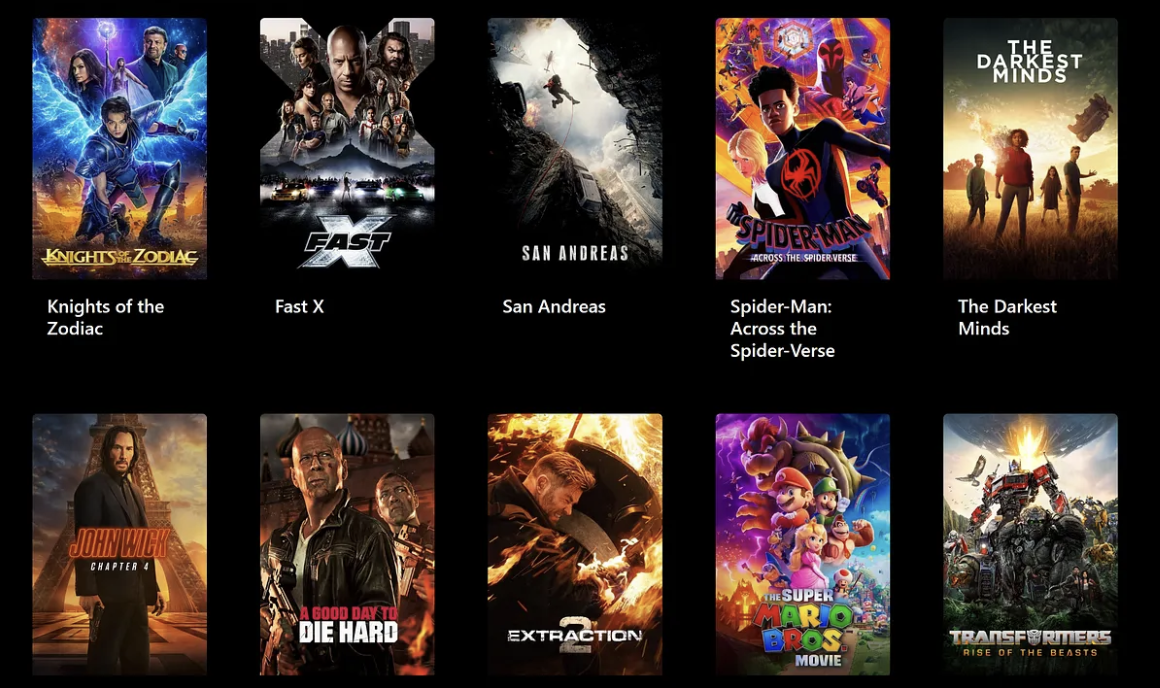 KNIGHTS OF THE ZODIAC
FAST X
SAN ANDREAS
SPIDER-MAN
ACROSS THE SPIDER-VERSE
THE
DARKEST
MINDS
Knights of the
Zodiac
Fast X
San Andreas
Spider-Man:
Across the
Spider-Verse
The Darkest
Minds
JOHN WICK
CHAPTER 4
A GOOD DAY TO
DIE HARD
EXTRACTION
2
THE SUPER
MARIO
BROS.
MOVIE
TRANSFORMERS
RISE OF THE BEASTS